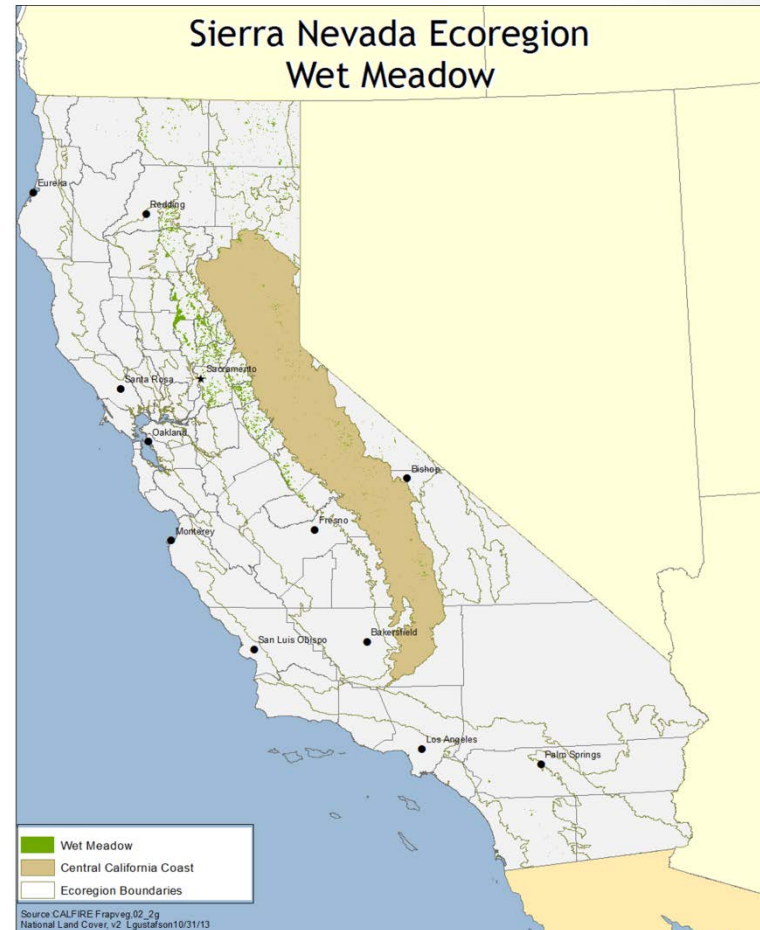 Sierra Nevada Ecoregion
Wet Meadow
Eureka
Redding
Sacramento
Santa Rosa
Oakland
Bishop
Fresno
Monterey
Bakersfield
San Luis Obispo
Los Angeles
Palm Springs
Wet Meadow
Central California Coast
Ecoregion Boundaries
Source:CALFIRE Frapveg,02_2g
National Land Cover, v2 Lgustafson10/31/13